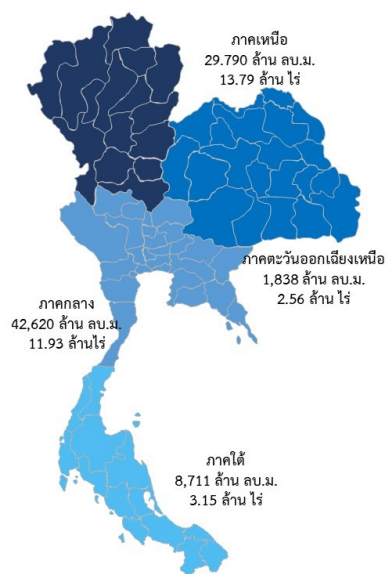 ภาคเหนือ
29.790 ล้าน ลบ.ม.
13.79 ล้าน ไร่
ภาคตะวันออกเฉียงเหนือ
1,838 ล้าน ลบ.ม.
2.56 ล้าน ไร่
ภาคกลาง
42,620 ล้าน ลบ.ม.
11.93 ล้านไร่
ภาคใต้
8,711 ล้าน ลบ.ม.
3.15 ล้าน ไร่